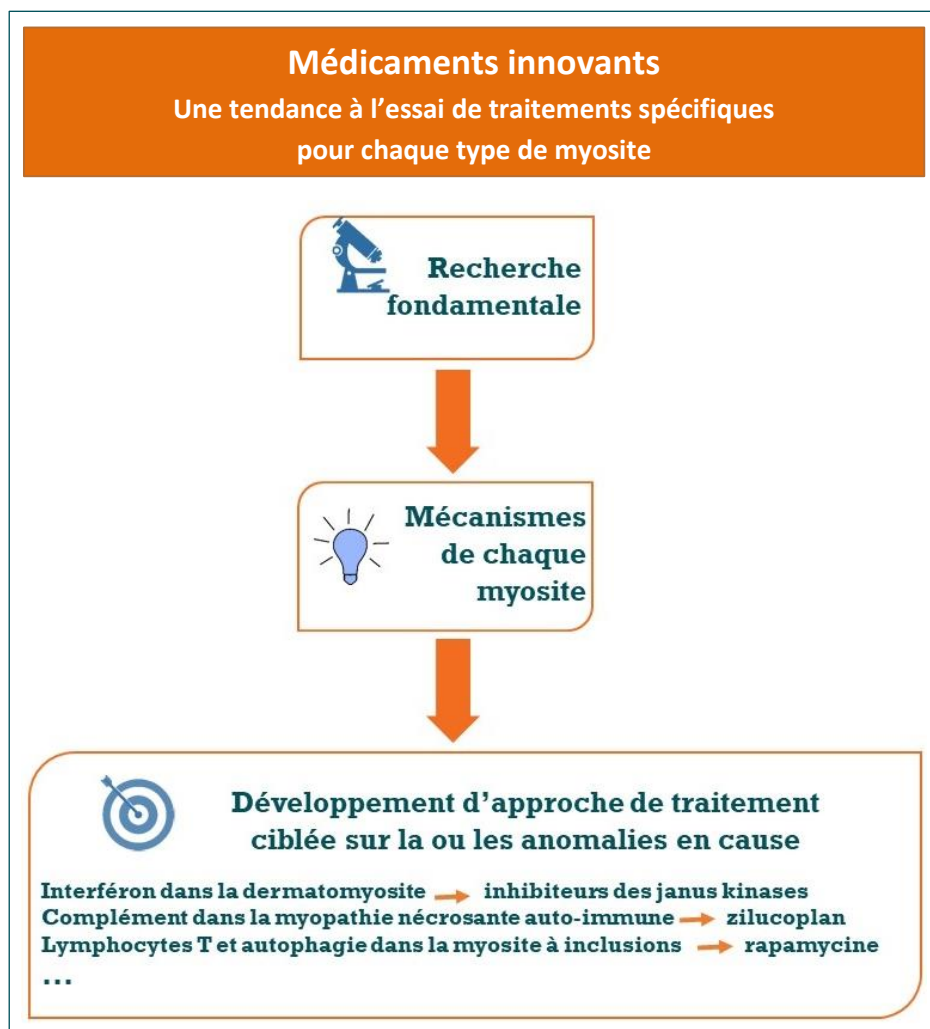 Médicaments innovants
Une tendance à l’essai de traitements spécifiques
pour chaque type de myosite
Recherche
fondamentale
Mécanismes
de chaque
myosite
Développement d’approche de traitement
ciblée sur la ou les anomalies en cause
Interféron dans la dermatomyosite → inhibiteurs des janus kinases
Complément dans la myopathie nécrosante auto-immune → zilucoplan
Lymphocytes T et autophagie dans la myosite à inclusions → rapamycine
...